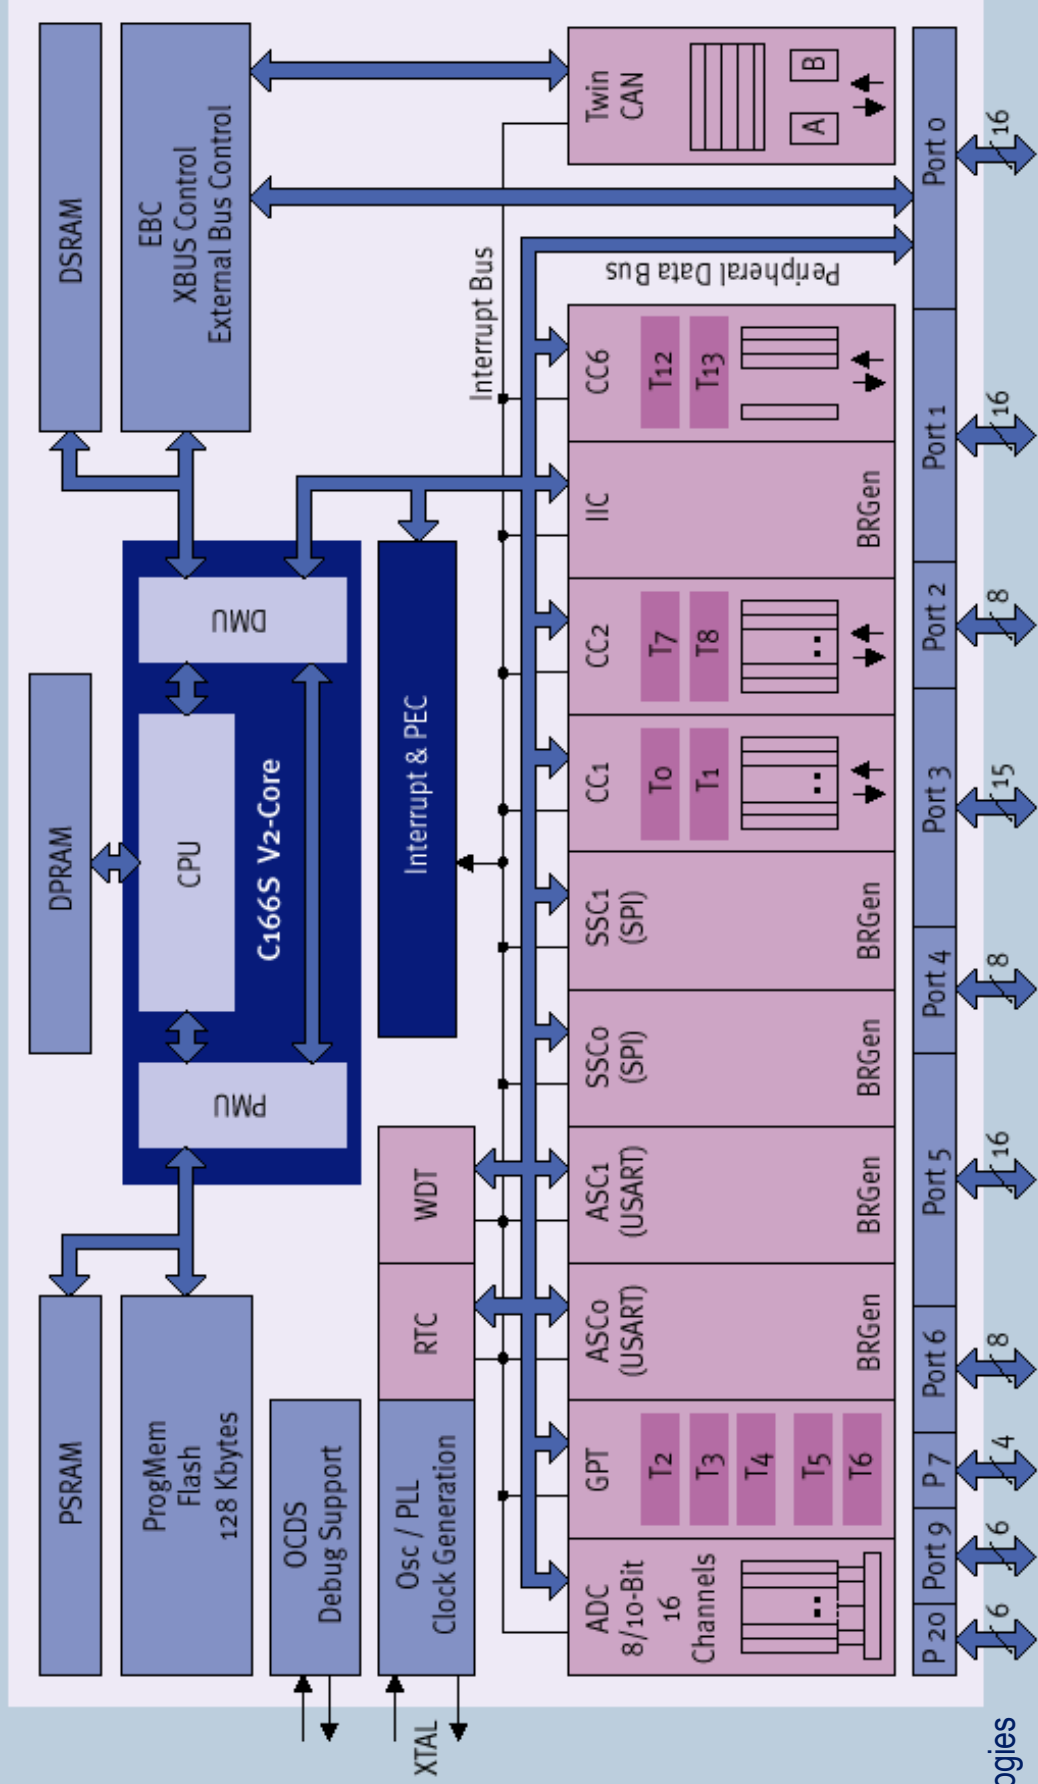 PSRAM
DPRAM
DSRAM
ProgMem
Flash
128 Kbytes
PMU
CPU
DMU
C166S V2-Core
EBC
XBUS Control
External Bus Control
OCDS
Debug Support
Osc / PLL
Clock Generation
XTAL
RTC
WDT
Interrupt & PEC
Interrupt Bus
Peripheral Data Bus
ADC
8/10-Bit
16
Channels
GPT
T2
T3
T4
T5
T6
ASC0
(USART)
BRGen
ASC1
(USART)
BRGen
SSC0
(SPI)
BRGen
SSC1
(SPI)
BRGen
CC1
T0
T1
CC2
T7
T8
IIC
BRGen
CC6
T12
T13
Twin
CAN
A
B
P 20
Port 9
P 7
Port 6
Port 5
Port 4
Port 3
Port 2
Port 1
Port 0
6
6
4
8
16
8
15
8
16
16
ogies